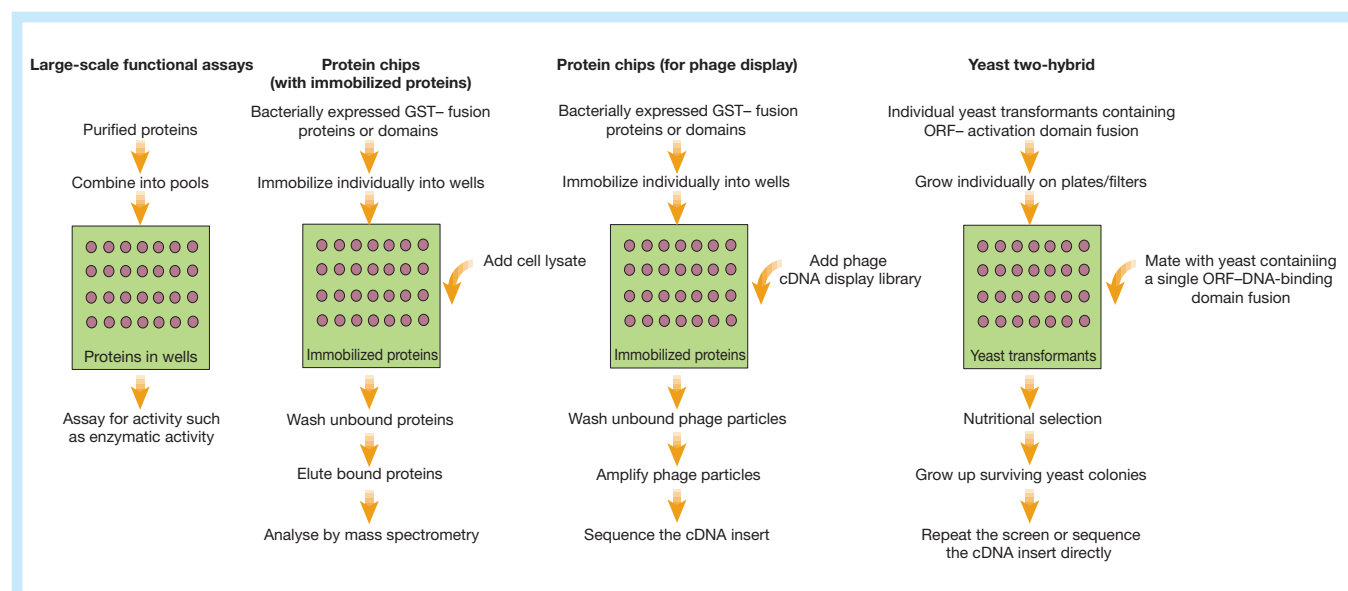 Large-scale functional assays
Purified proteins
Combine into pools
Proteins in wells
Assay for activity such
as enzymatic activity
Protein chips
(with immobilized proteins)
Bacterially expressed GST– fusion
proteins or domains
Immobilize individually into wells
Add cell lysate
Immobilized proteins
Wash unbound proteins
Elute bound proteins
Analyse by mass spectrometry
Protein chips (for phage display)
Bacterially expressed GST– fusion
proteins or domains
Immobilize individually into wells
Add phage
cDNA display library
Immobilized proteins
Wash unbound phage particles
Amplify phage particles
Sequence the cDNA insert
Yeast two-hybrid
Individual yeast transformants containing
ORF– activation domain fusion
Grow individually on plates/filters
Mate with yeast containiing
a single ORF–DNA-binding
domain fusion
Yeast transformants
Nutritional selection
Grow up surviving yeast colonies
Repeat the screen or sequence
the cDNA insert directly